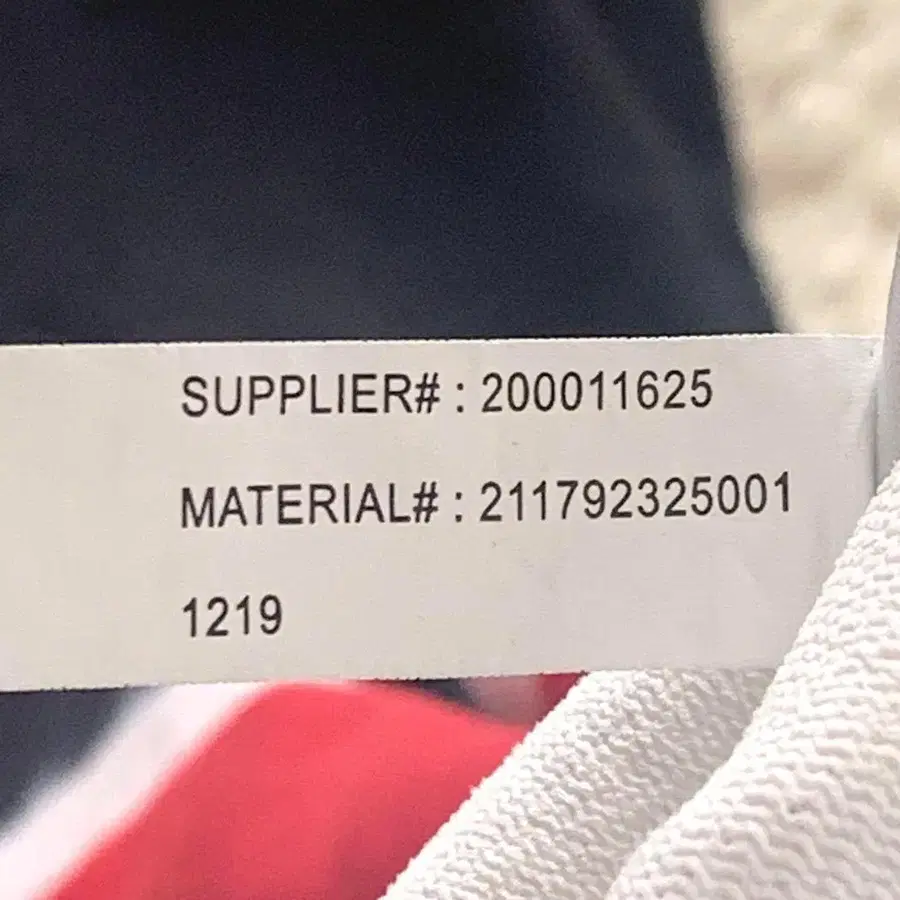 SUPPLIER# : 200011625
MATERIAL# : 211792325001
1219